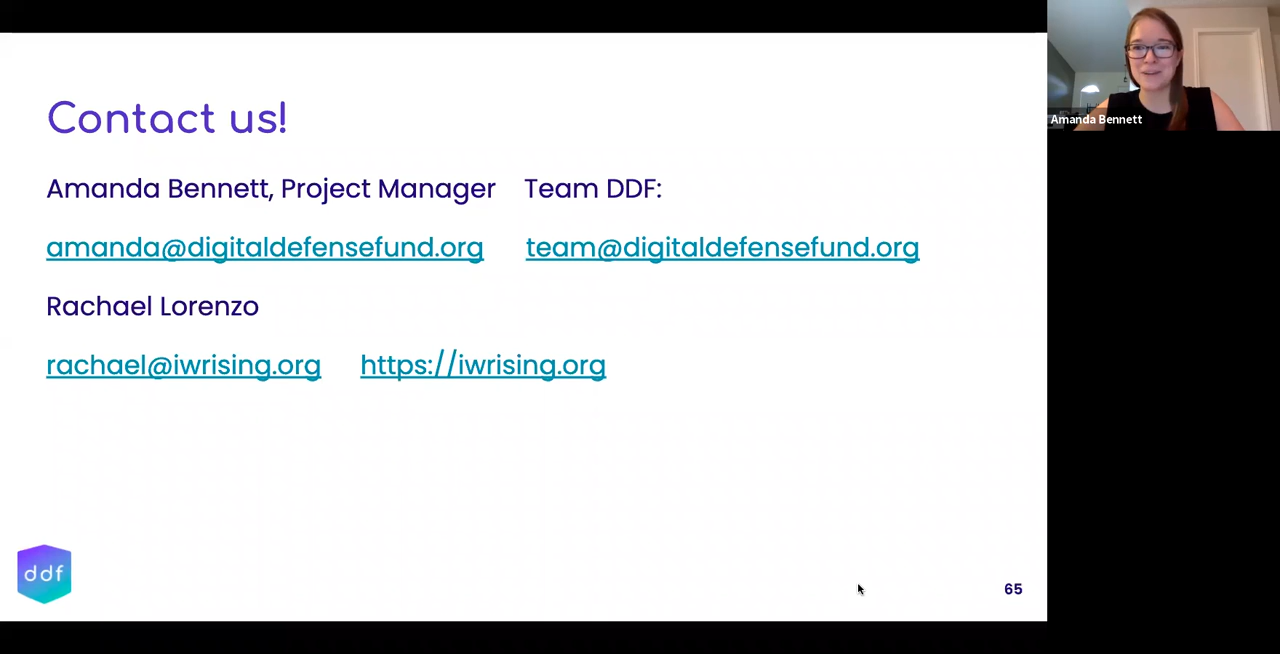 Contact us!
Amanda Bennett, Project Manager Team DDF:
amanda@digitaldefensefund.org team@digitaldefensefund.org
Rachael Lorenzo
rachael@iwrising.org https://iwrising.org
ddf
65
Amanda Bennett